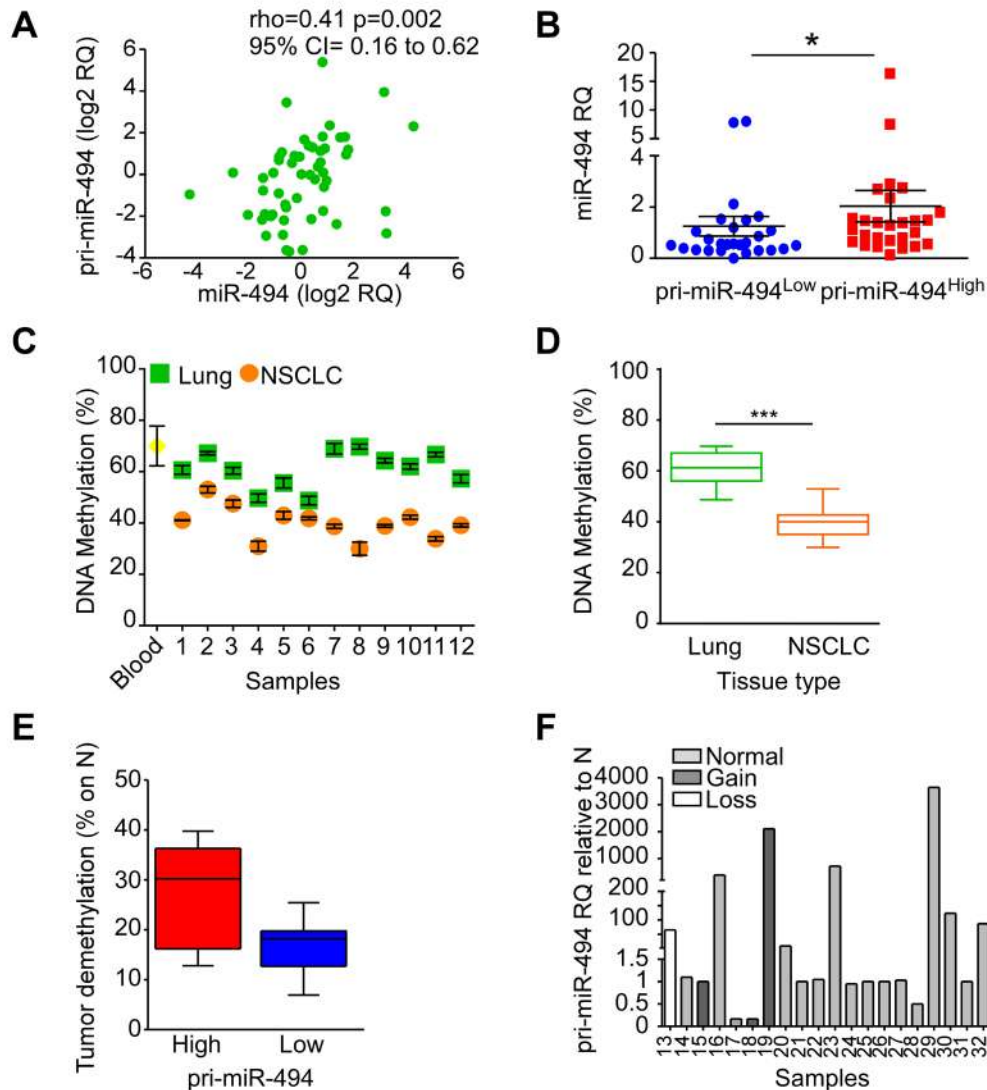 A
rho=0.41 p=0.002
95% CI= 0.16 to 0.62
pri-miR-494 (log2 RQ)
6
4
2
0
-2
-4
-6 -4 -2 0 2 4 6
miR-494 (log2 RQ)
B
*
miR-494 RQ
20
15
10
5
4
2
0
pri-miR-494Low pri-miR-494High
C
Lung NSCLC
DNA Methylation (%)
100
80
60
40
20
0
Blood 1 2 3 4 5 6 7 8 9 10 11 12
Samples
D
***
DNA Methylation (%)
100
80
60
40
20
0
Lung NSCLC
Tissue type
E
Tumor demethylation (% on N)
50
40
30
20
10
0
High Low
pri-miR-494
F
Normal
Gain
Loss
pri-miR-494 RQ relative to N
4000
3000
2000
1000
200
100
1.5
1
0.5
0
13 14 15 16 17 18 19 20 21 22 23 24 25 26 27 28 29 30 31 32
Samples